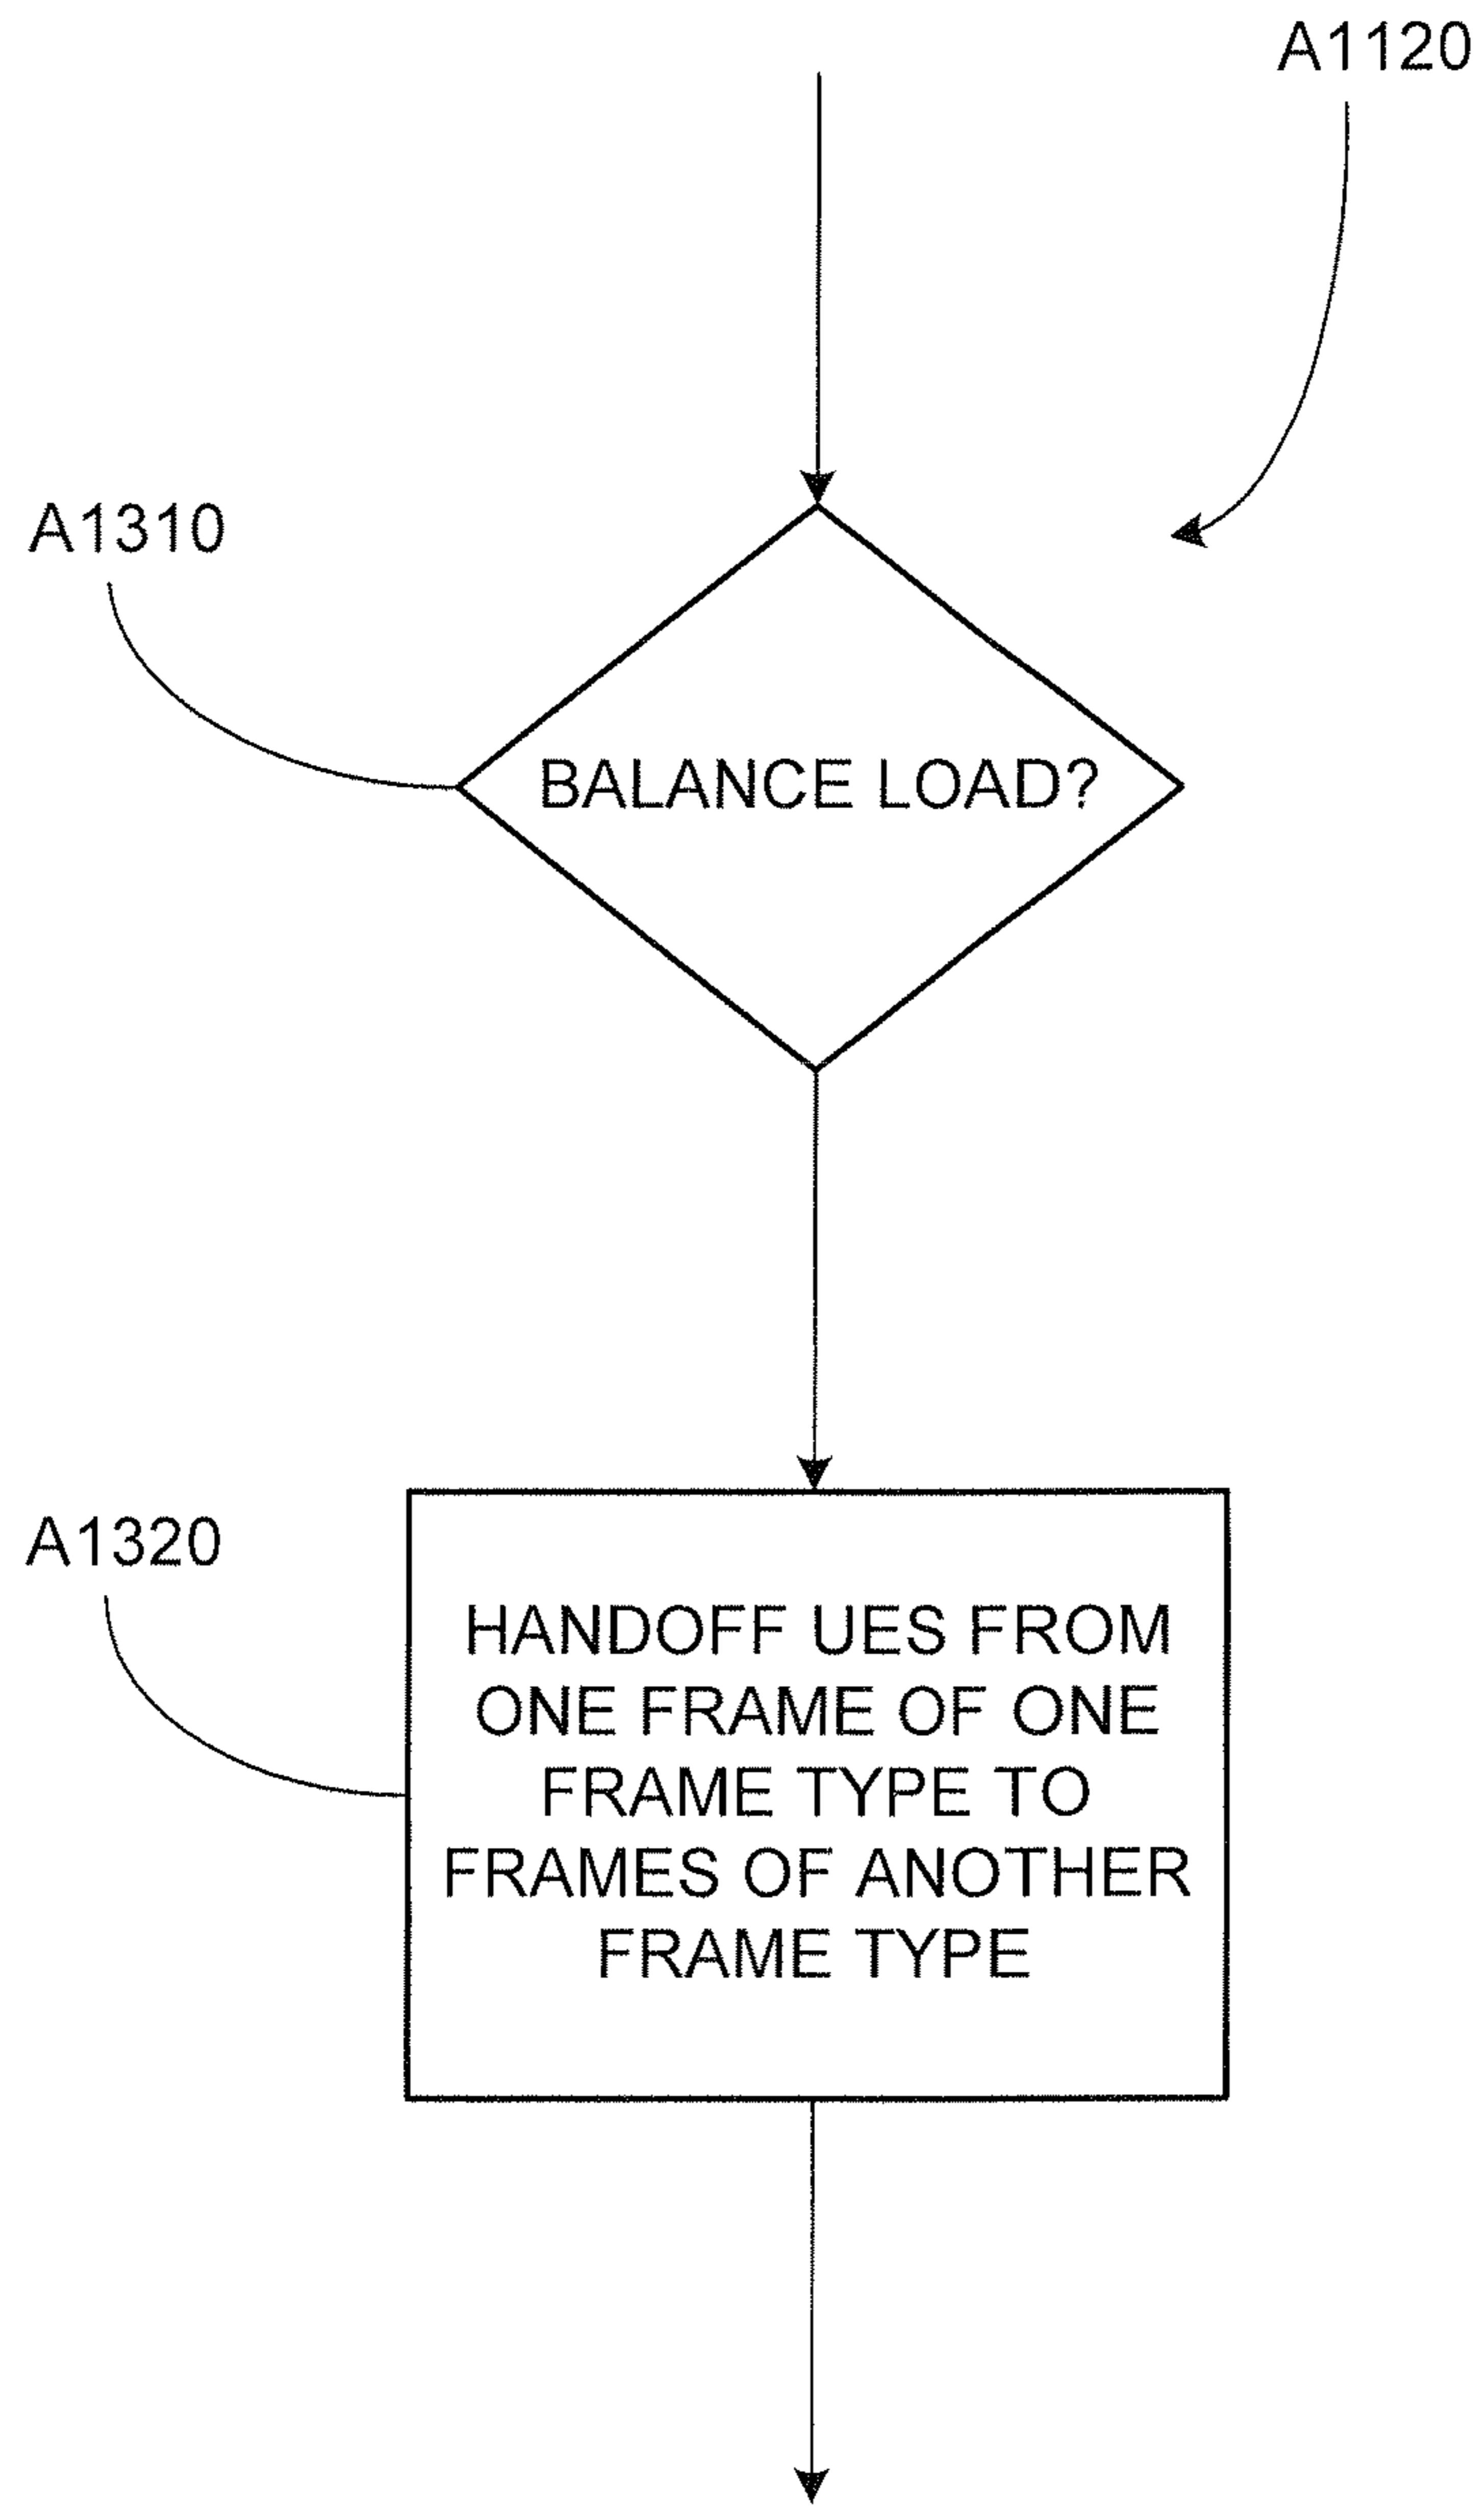 A1120
A1310
BALANCE LOAD?
A1320
HANDOFF UES FROM
ONE FRAME OF ONE
FRAME TYPE TO
FRAMES OF ANOTHER
FRAME TYPE